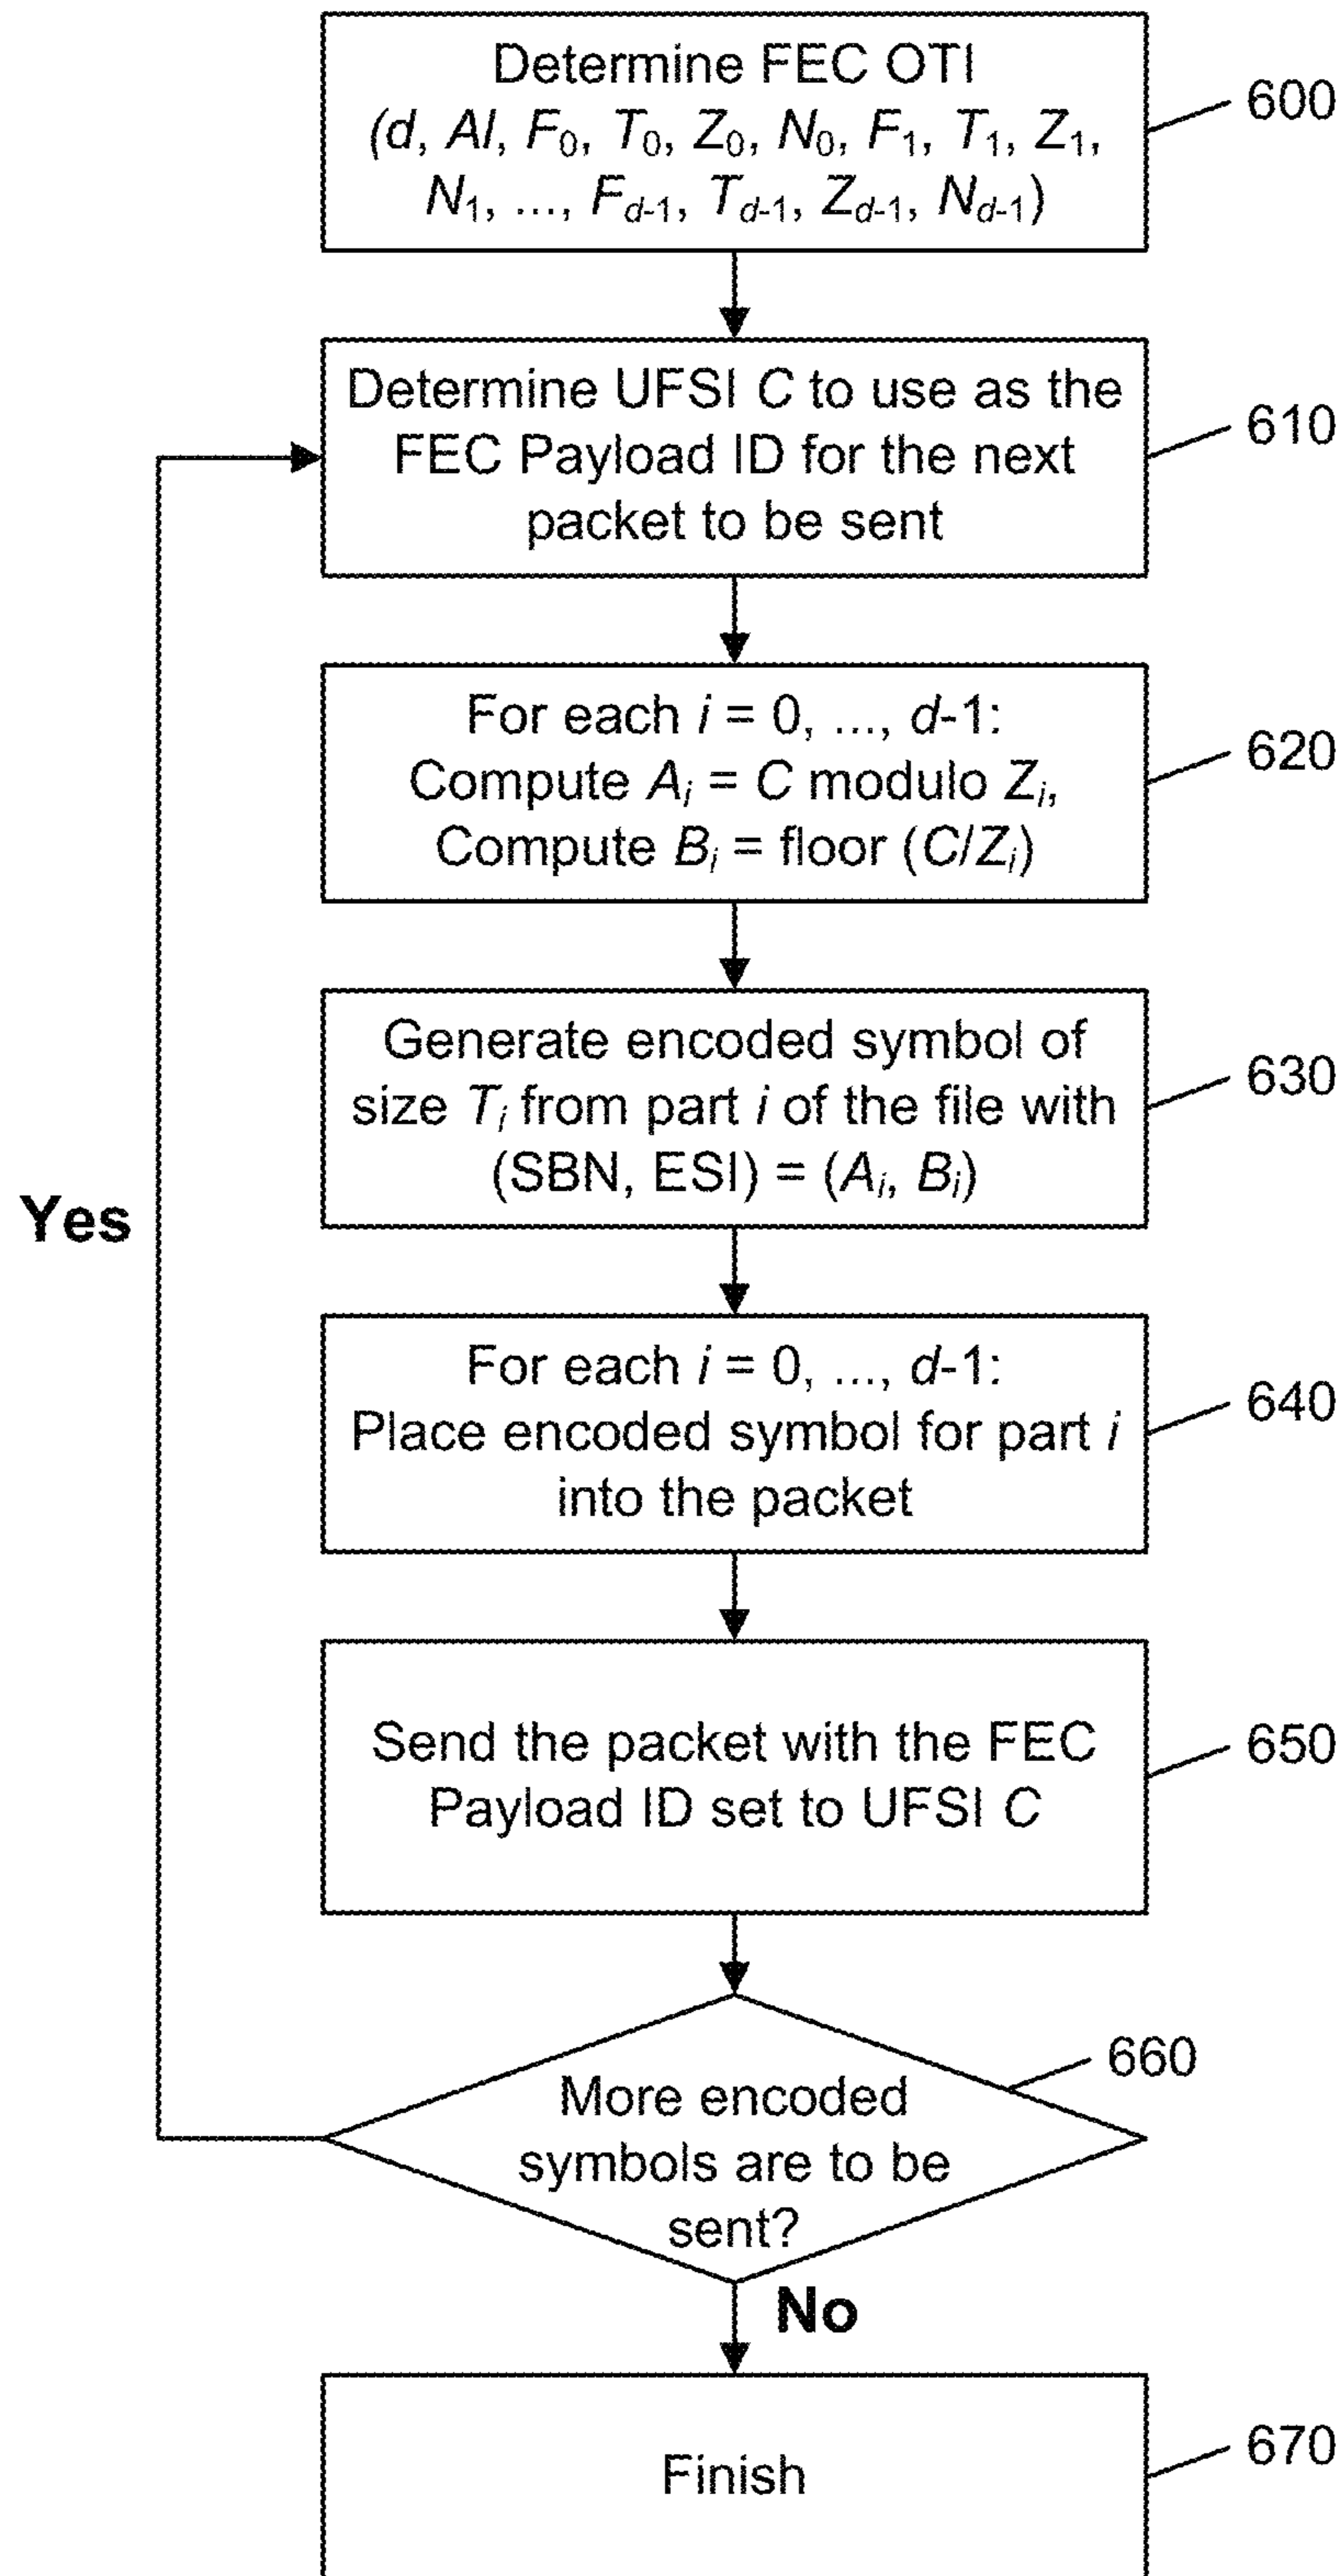 Determine FEC OTI
(d, AI, F₀, T₀, Z₀, N₀, F₁, T₁, Z₁,
N₁, ..., F_{d-1}, T_{d-1}, Z_{d-1}, N_{d-1})
600
Determine UFSI C to use as the
FEC Payload ID for the next
packet to be sent
610
For each i = 0, ..., d-1:
Compute Aᵢ = C modulo Zᵢ,
Compute Bᵢ = floor (C/Zᵢ)
620
Generate encoded symbol of
size Tᵢ from part i of the file with
(SBN, ESI) = (Aᵢ, Bᵢ)
630
Yes
For each i = 0, ..., d-1:
Place encoded symbol for part i
into the packet
640
Send the packet with the FEC
Payload ID set to UFSI C
650
660
More encoded
symbols are to be
sent?
No
Finish
670